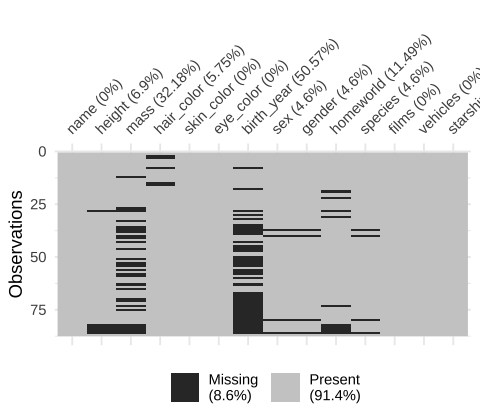 name (0%)
height (6.9%)
mass (32.18%)
hair_color (5.75%)
skin_color (0%)
eye_color (0%)
birth_year (50.57%)
sex (4.6%)
gender (4.6%)
homeworld (11.49%)
species (4.6%)
films (0%)
vehicles (0%)
starshi
0
25
50
75
Observations
Missing
(8.6%)
Present
(91.4%)